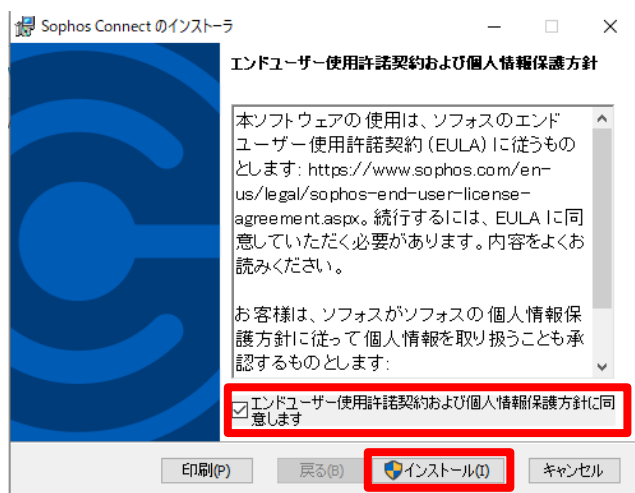 Sophos Connect のインストーラ
エンドユーザー使用許諾契約および個人情報保護方針
本ソフトウェアの使用は、ソフォスのエンド
ユーザー使用許諾契約 (EULA) に従うもの
とします: https://www.sophos.com/en-
us/legal/sophos-end-user-license-
agreement.aspx。続行するには、EULA に同
意していただく必要があります。内容をよくお
読みください。
お客様は、ソフォスがソフォスの個人情報保
護方針に従って個人情報を取り扱うことも承
認するものとします:
エンドユーザー使用許諾契約および個人情報保護方針に同
意します
印刷(P) 戻る(B) インストール(I) キャンセル